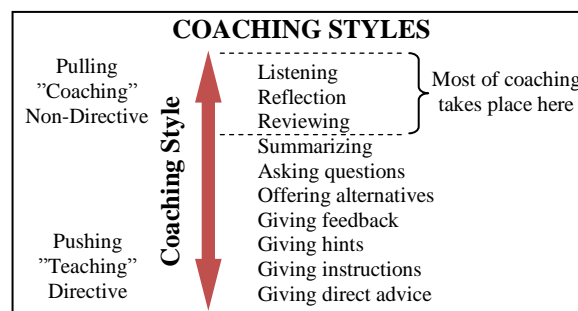 COACHING STYLES
Pulling
”Coaching”
Non-Directive
Pushing
”Teaching”
Directive
Coaching Style
Listening
Reflection
Reviewing
Summarizing
Asking questions
Offering alternatives
Giving feedback
Giving hints
Giving instructions
Giving direct advice
Most of coaching
takes place here